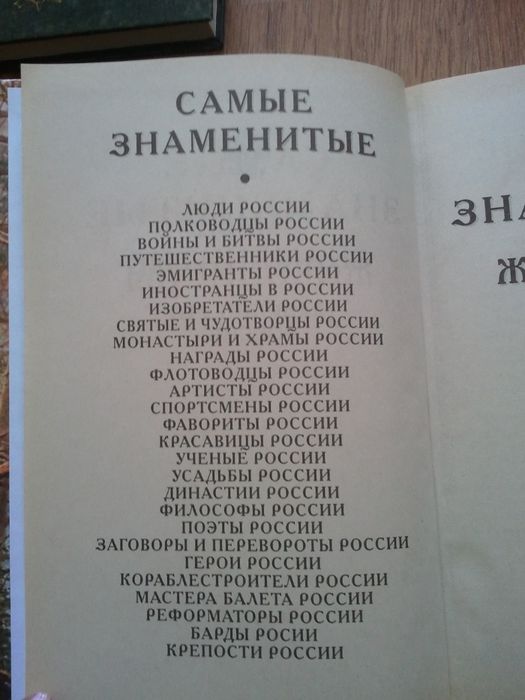 САМЫЕ
ЗНАМЕНИТЫЕ
•
ЛЮДИ РОССИИ
ПОЛКОВОДЦЫ РОССИИ
ВОЙНЫ И БИТВЫ РОССИИ
ПУТЕШЕСТВЕННИКИ РОССИИ
ЭМИГРАНТЫ РОССИИ
ИНОСТРАНЦЫ В РОССИИ
ИЗОБРЕТАТЕЛИ РОССИИ
СВЯТЫЕ И ЧУДОТВОРЦЫ РОССИИ
МОНАСТЫРИ И ХРАМЫ РОССИИ
НАГРАДЫ РОССИИ
ФЛОТОВОДЦЫ РОССИИ
АРТИСТЫ РОССИИ
СПОРТСМЕНЫ РОССИИ
ФАВОРИТЫ РОССИИ
КРАСАВИЦЫ РОССИИ
УЧЕНЫЕ РОССИИ
УСАДЬБЫ РОССИИ
ДИНАСТИИ РОССИИ
ФИЛОСОФЫ РОССИИ
ПОЭТЫ РОССИИ
ЗАГОВОРЫ И ПЕРЕВОРОТЫ РОССИИ
ГЕРОИ РОССИИ
КОРАБЛЕСТРОИТЕЛИ РОССИИ
МАСТЕРА БАЛЕТА РОССИИ
РЕФОРМАТОРЫ РОССИИ
БАРДЫ РОСИИ
КРЕПОСТИ РОССИИ
ЗНА
Ж